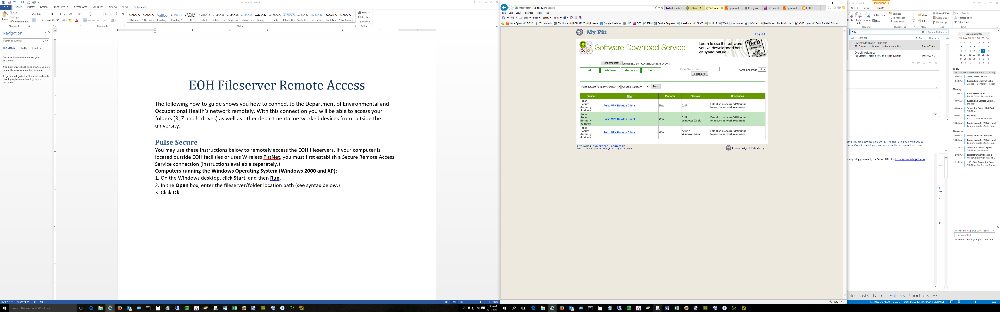 Document2 - Word
FILE HOME INSERT DESIGN PAGE LAYOUT REFERENCES MAILINGS REVIEW VIEW EndNote X5
Paste
Cut
Copy
Format Painter
Clipboard
Cambria 14
Font
Paragraph
AaBbCcDc AaBbCcDc AaBbC AaBbCcC AaBl AaBbCcD AaBbCcDc AaBbCcDc AaBbCcDc AaBbCcDc AaBbCcDc AaBbCcDc AaBbCcDc AaBbCcDc AaBbCcDc AaBbCcDc
¶ Normal ¶ No Spac... Heading 1 Heading 2 Title Subtitle Subtle Em... Emphasis Intense E... Strong Quote Intense Q... Subtle Ref... Intense Re... Book Title ¶ List Para...
Styles
Find
Replace
Select
Editing
Navigation
Search document
HEADINGS PAGES RESULTS
Create an interactive outline of your
document.
It's a great way to keep track of where you are
or quickly move your content around.
To get started, go to the Home tab and apply
Heading styles to the headings in your
document.
EOH Fileserver Remote Access
The following how-to guide shows you how to connect to the Department of Environmental and
Occupational Health's network remotely. With this connection you will be able to access your
folders (R, Z and U drives) as well as other departmental networked devices from outside the
university.
Pulse Secure
You may use these instructions below to remotely access the EOH fileservers. If your computer is
located outside EOH facilities or uses Wireless PittNet, you must first establish a Secure Remote Access
Service connection (instructions available separately.)
Computers running the Windows Operating System (Windows 2000 and XP):
1. On the Windows desktop, click Start, and then Run.
2. In the Open box, enter the fileserver/folder location path (see syntax below.)
3. Click Ok.
PAGE 1 OF 1 125 WORDS
200%
Search the web and Windows
11:03 AM
9/18/2015
http://software.pitt.edu/index.aspx
adamorbell ... Software D... Software... Spiceworks ... ReadyNAS ... OCS Invent... Spiceworks ... EOH IT - H...
File Edit View Favorites Tools Help
Page Safety Tools
Local Spice DOSD EOH - Admin EOH Intra EOH STAFF Extranet Google Analytics NAS OCS SEPM Service Requests SharePoint SPICE Urchin 7 Win8 Accounts MyAccess Dashboard Pitt Public He... JCMS Login Tools for Web Editors
My Pitt
Log Out
Software Download Service
Learn to use the software
you've downloaded here
at lynda.pitt.edu!
Tech
Training
CSSD
Impersonate! AORBELL as : AORBELL(Adam Orbell)
All Windows Macintosh Linux
Enter Search term
Search All
Items per Page 10
Pulse Secure (formerly Juniper) Choose Category Reset
Vendor Title Platform Version Description
Pulse
Secure
(formerly
Juniper)
Pulse VPN Desktop Client Mac 5.1R1.1
Establish a secure VPN tunnel
to access network resources
Pulse
Secure
(formerly
Juniper)
Pulse VPN Desktop Client Win
5.1R1.1
Windows 32-bit
Establish a secure VPN tunnel
to access network resources
Pulse
Secure
(formerly
Juniper)
Pulse VPN Desktop Client Win
5.1R1.1
Windows 64-bit
Establish a secure VPN tunnel
to access network resources
PITT HOME | FIND PEOPLE | CONTACT US
©2010 University of Pittsburgh. All rights reserved.
University of Pittsburgh
100%
- Outlook
SEARCH TOOLS
FOLDER VIEW SEARCH
Reply
Reply All
Forward
Meeting
More
Respond
Backups
To Manager
Team Email
Quick Steps
Move
Rules
Move
Unread/ Read
Categorize
Follow Up
Tags
Search People
Address Book
Filter Email
Find
Pulse
Current Mailbox
All Unread By Date Newest
Lopez Manzano, Elisenda
RE: Computer really slow... and other question Thu 10:35 AM
Orbell, Adam W
RE: Computer really slow... and other question Thu 10:23 AM
ome this can absolutely be done. The main thing you will need to
.edu. Once installed you can then establish a connection to our
t anything you want, for Server URL it is https://sremote.pitt.edu
September 2015
SU MO TU WE TH FR SA
30 31 1 2 3 4 5
6 7 8 9 10 11 12
13 14 15 16 17 18 19
20 21 22 23 24 25 26
27 28 29 30 1 2 3
4 5 6 7 8 9 10
Today
LAST DAY OF SUMMER HOURS All day
3:00 PM TIME CARD!! PRISM
3:30 PM Kagan Lab Ethernet Cable
3rd Floor Conference Room
Monday
7:30 AM Print Reservations
Public Folder Reservations
8:00 AM Kagan Lab Camera Comp...
5th Floor
8:00 AM Setup 5th Floor - Matt Trai...
5th Floor
10:00 AM Flu Shot
BST 2 - South Foyer S100
10:00 AM Login to apple GSX Account
Login to Apple GSX Account
Thursday
9:00 AM Setup room for Journal Cl...
10:00 AM Login to apple GSX Account
Login to Apple GSX Account
11:15 AM Setup 5th Floor - Laptop...
5th Floor Conference
12:00 PM Expert Partners Meeting
William Pitt Union Assemb...
1:15 PM 1:15 - Tear Down 5th Floor
5th Floor Conference Room
Arrange by: Flag: Due Date Today
Type a new task
We didn't find anything to show here.
ople Tasks Notes Folders Shortcuts
ALL FOLDERS ARE UP TO DATE. CONNECTED TO: MICROSOFT EXCHANGE 100%